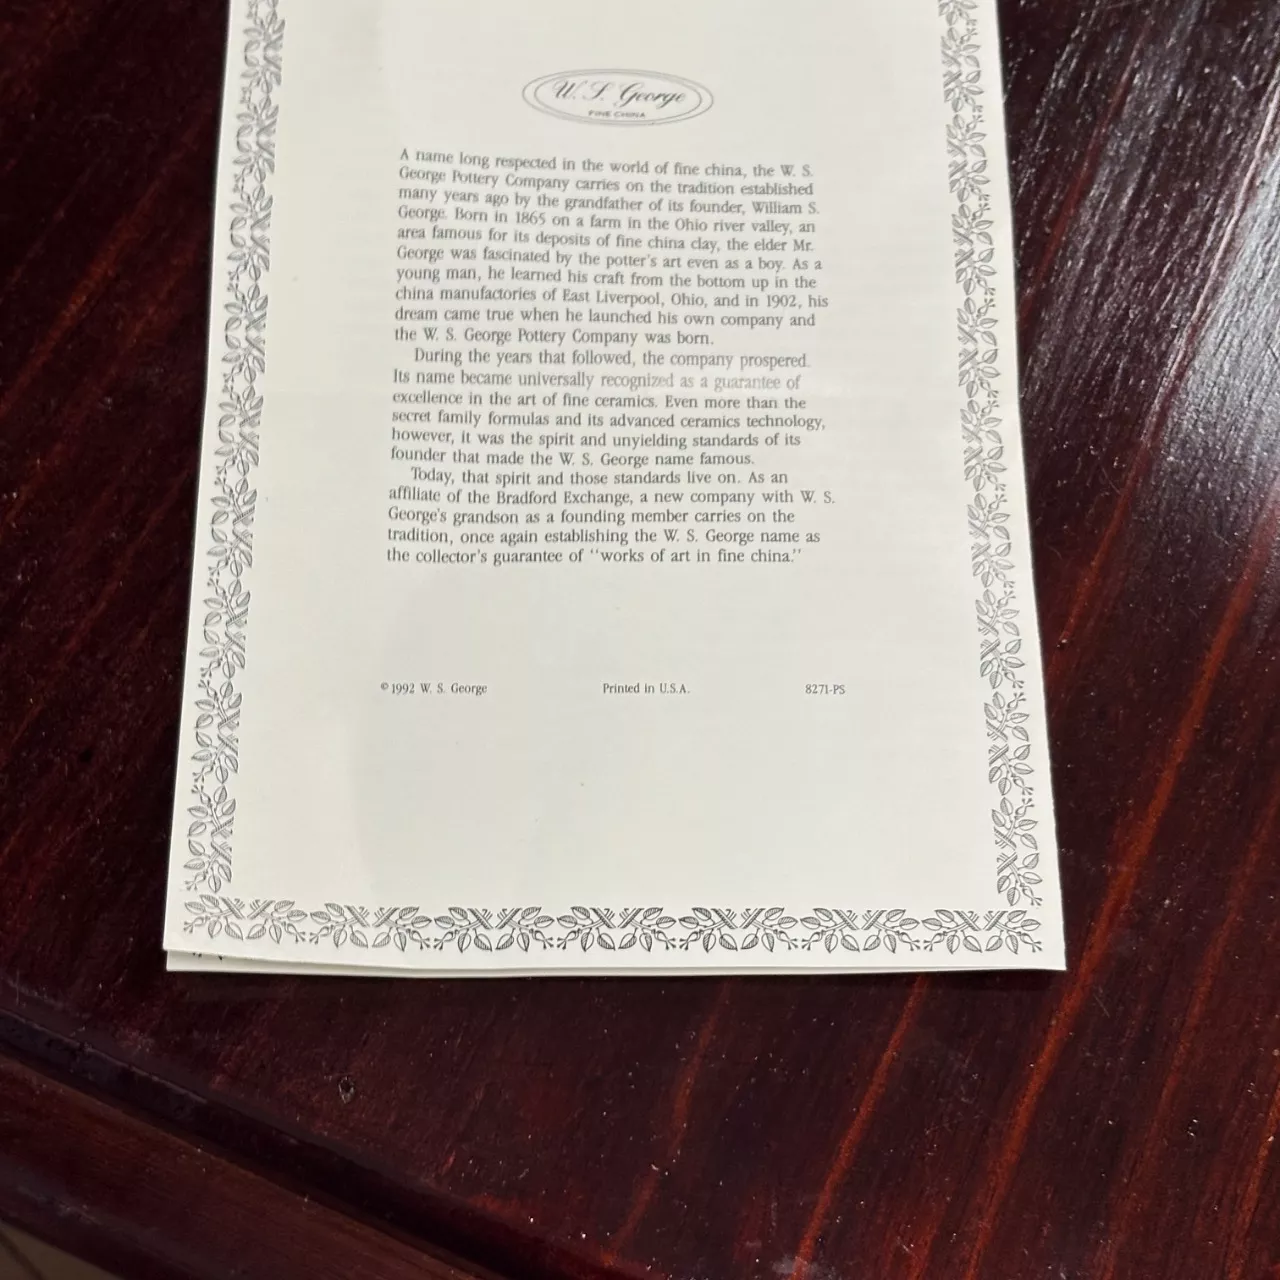 W. S. George
FINE CHINA
A name long respected in the world of fine china, the W. S.
George Pottery Company carries on the tradition established
many years ago by the grandfather of its founder, William S.
George. Born in 1865 on a farm in the Ohio river valley, an
area famous for its deposits of fine china clay, the elder Mr.
George was fascinated by the potter's art even as a boy. As a
young man, he learned his craft from the bottom up in the
china manufactories of East Liverpool, Ohio, and in 1902, his
dream came true when he launched his own company and
the W. S. George Pottery Company was born.
During the years that followed, the company prospered.
Its name became universally recognized as a guarantee of
excellence in the art of fine ceramics. Even more than the
secret family formulas and its advanced ceramics technology,
however, it was the spirit and unyielding standards of its
founder that made the W. S. George name famous.
Today, that spirit and those standards live on. As an
affiliate of the Bradford Exchange, a new company with W. S.
George's grandson as a founding member carries on the
tradition, once again establishing the W. S. George name as
the collector's guarantee of "works of art in fine china."
© 1992 W. S. George Printed in U.S.A. 8271-PS